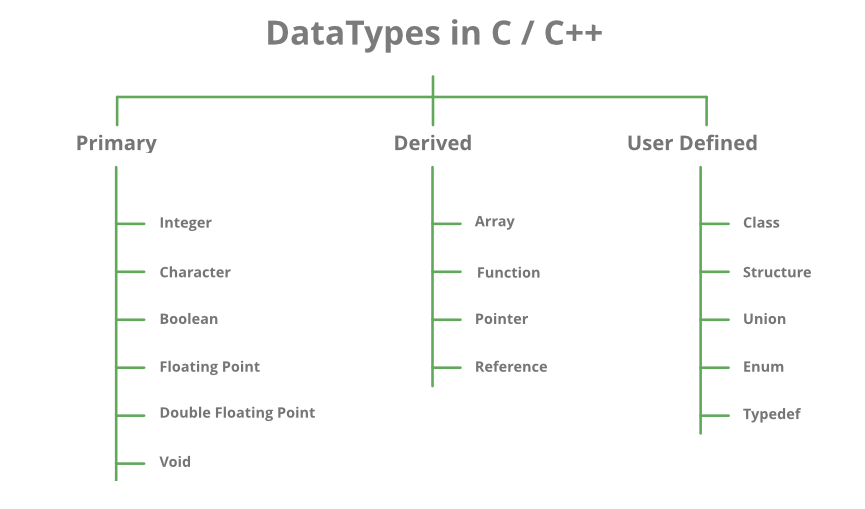 DataTypes in C / C++
Primary
Derived
User Defined
Integer
Character
Boolean
Floating Point
Double Floating Point
Void
Array
Function
Pointer
Reference
Class
Structure
Union
Enum
Typedef